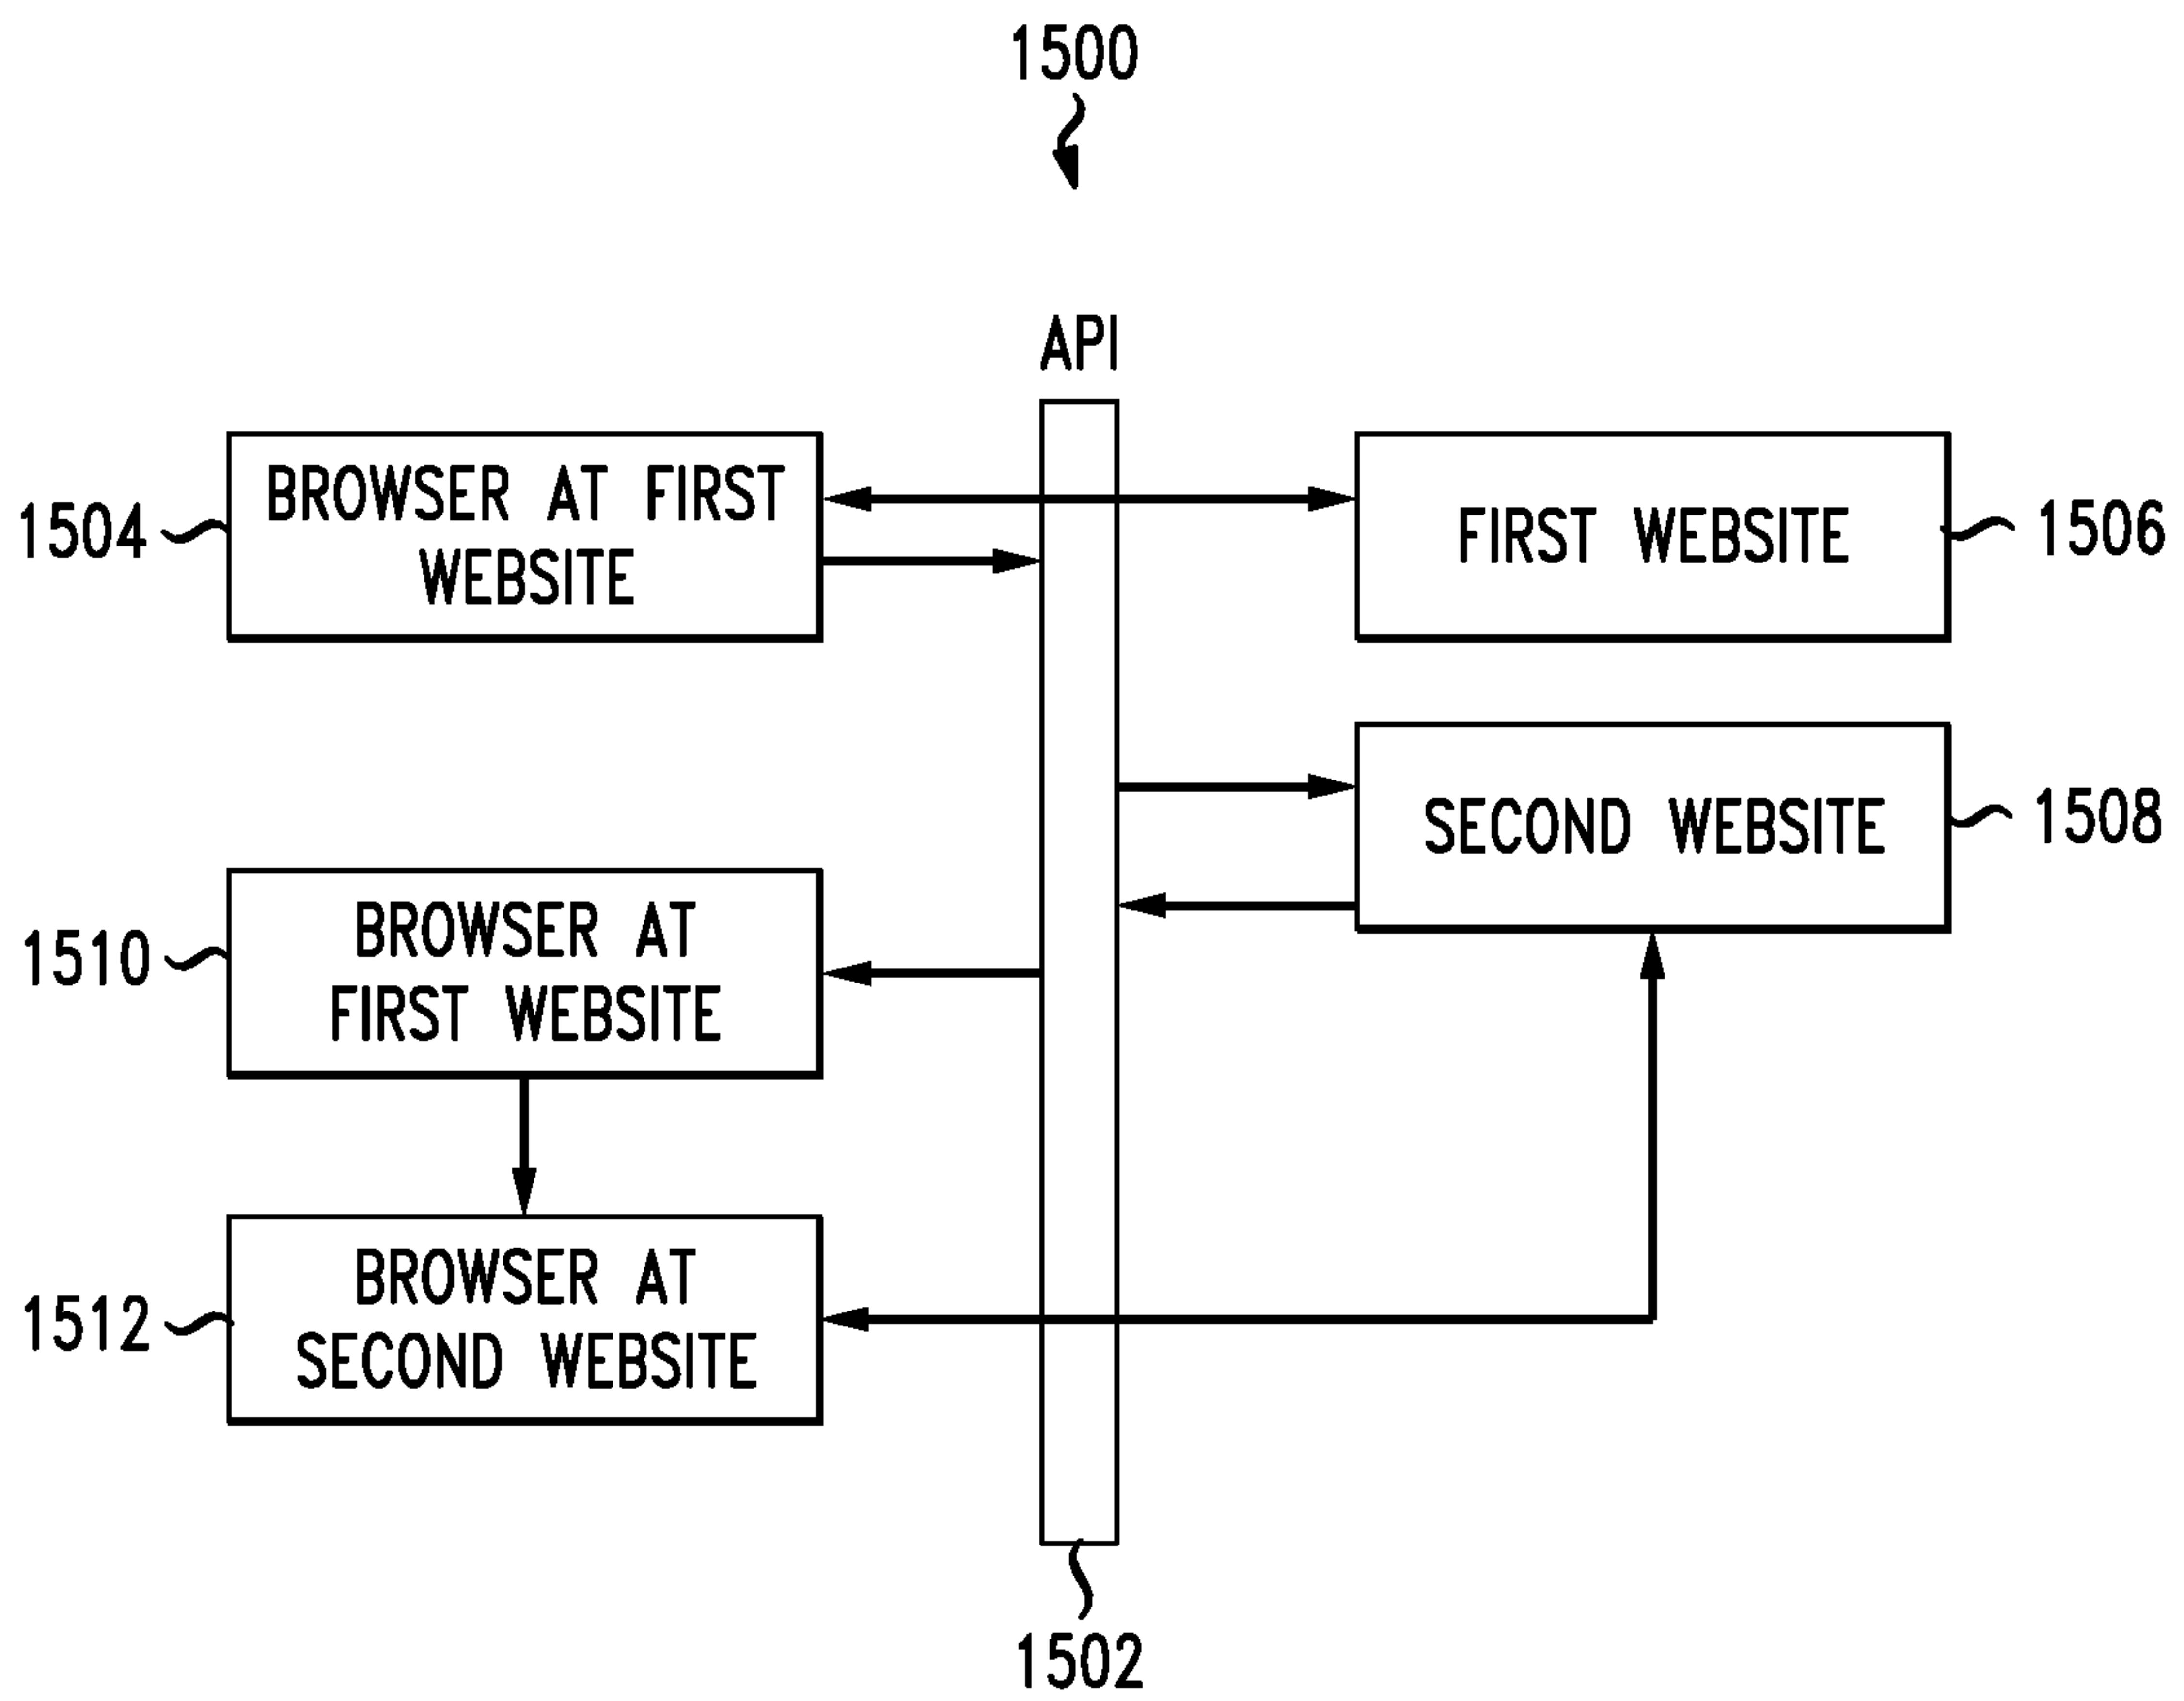 1500
API
BROWSER AT FIRST
WEBSITE
1504
FIRST WEBSITE
1506
SECOND WEBSITE
1508
BROWSER AT
FIRST WEBSITE
1510
BROWSER AT
SECOND WEBSITE
1512
1502